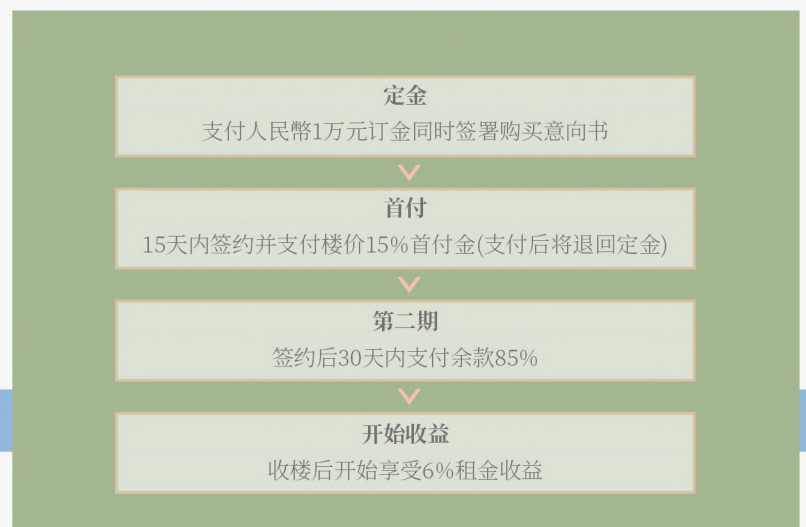 定金
支付人民幣1万元订金同时签署购买意向书
首付
15天内签约并支付楼价15%首付金(支付后将退回定金)
第二期
签约后30天内支付余款85%
开始收益
收楼后开始享受6%租金收益